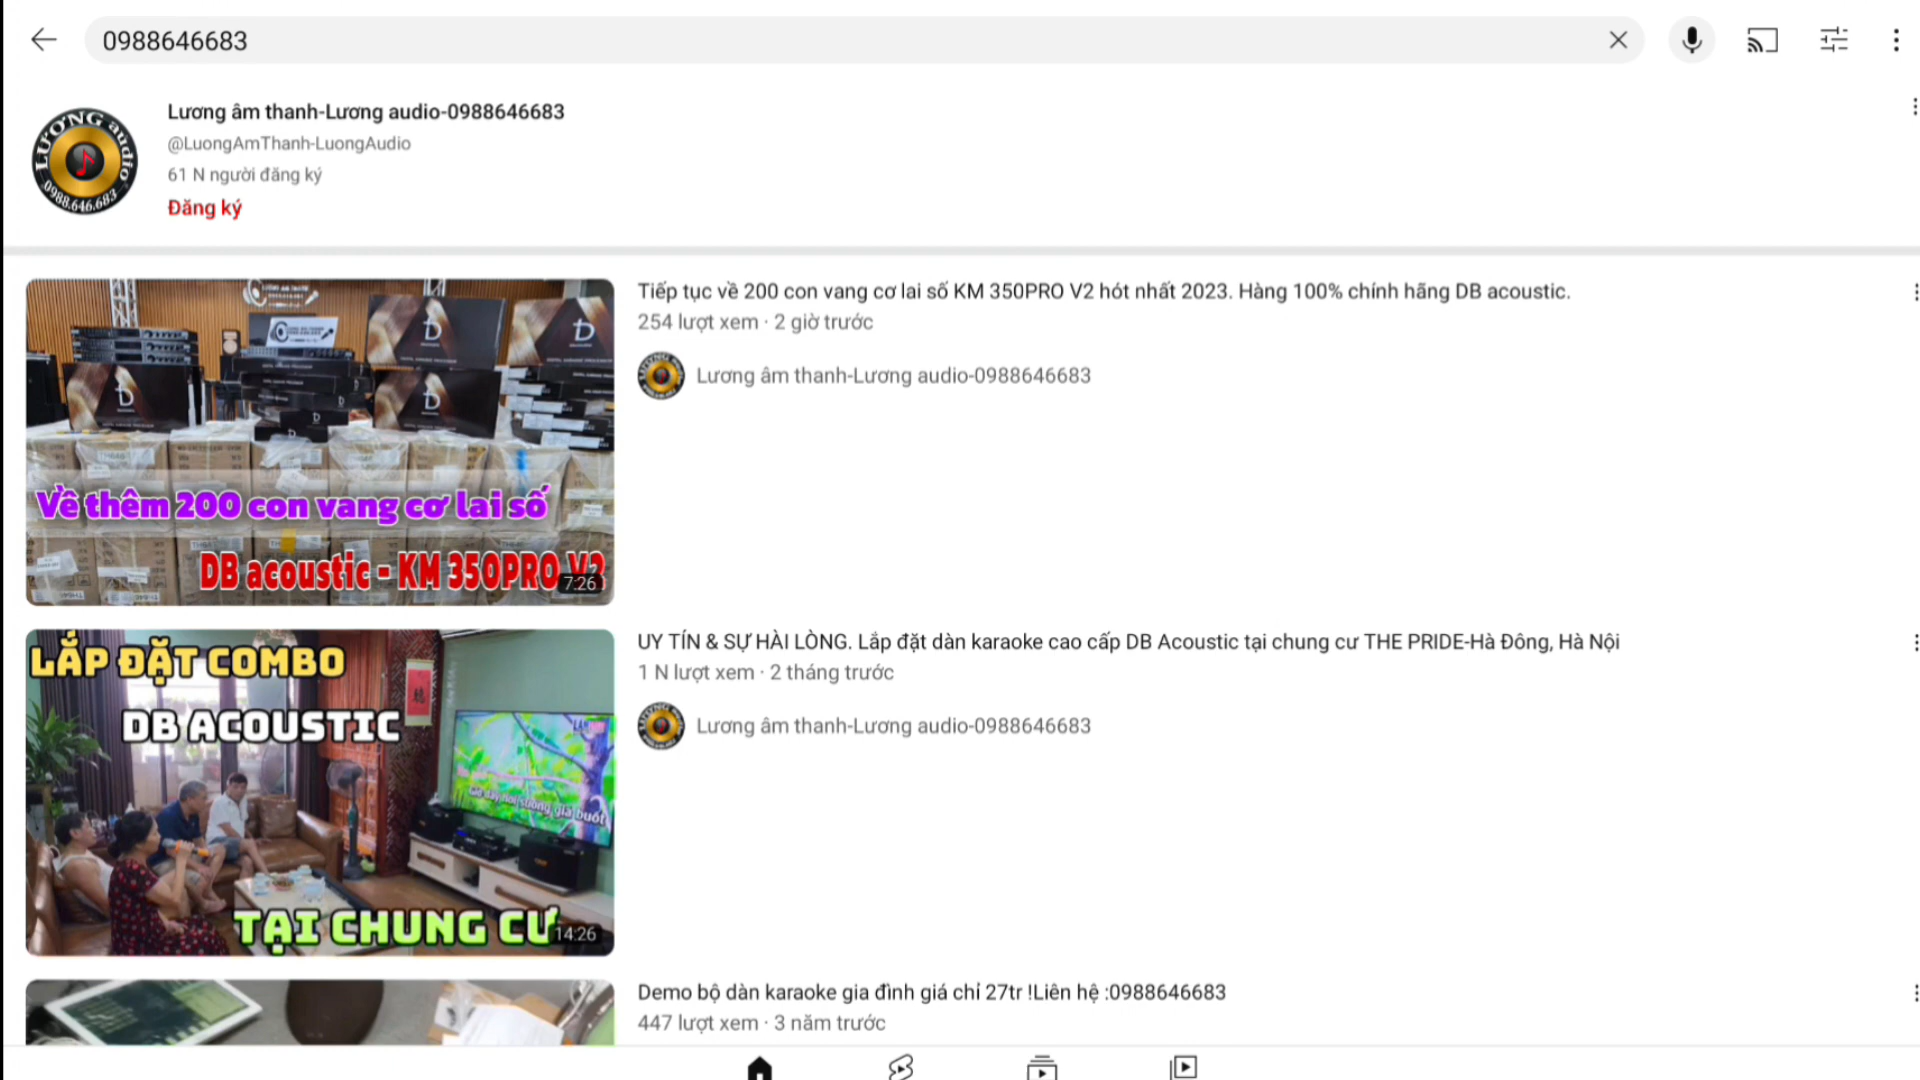 0988646683
Lương âm thanh-Lương audio-0988646683
@LuongAmThanh-LuongAudio
61 N người đăng ký
Đăng ký
LƯƠNG audio
0988.646.683
Tiếp tục về 200 con vang cơ lai số KM 350PRO V2 hót nhất 2023. Hàng 100% chính hãng DB acoustic.
254 lượt xem · 2 giờ trước
Lương âm thanh-Lương audio-0988646683
Về thêm 200 con vang cơ lai số
DB acoustic - KM 350PRO V2
7:26
UY TÍN & SỰ HÀI LÒNG. Lắp đặt dàn karaoke cao cấp DB Acoustic tại chung cư THE PRIDE-Hà Đông, Hà Nội
1 N lượt xem · 2 tháng trước
Lương âm thanh-Lương audio-0988646683
LẮP ĐẶT COMBO
DB ACOUSTIC
TẠI CHUNG CƯ
14:26
Demo bộ dàn karaoke gia đình giá chỉ 27tr !Liên hệ :0988646683
447 lượt xem · 3 năm trước